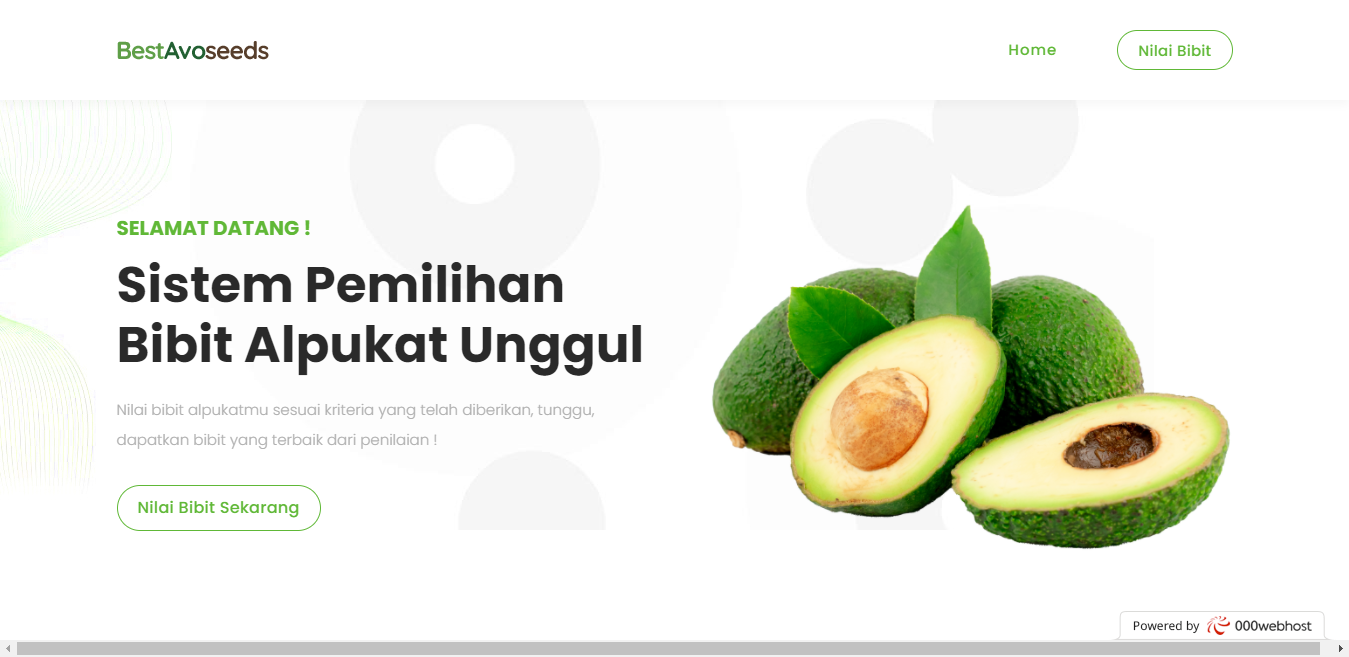 BestAvoseeds
Home
Nilai Bibit
SELAMAT DATANG !
Sistem Pemilihan
Bibit Alpukat Unggul
Nilai bibit alpukatmu sesuai kriteria yang telah diberikan, tunggu,
dapatkan bibit yang terbaik dari penilaian !
Nilai Bibit Sekarang
Powered by 000webhost